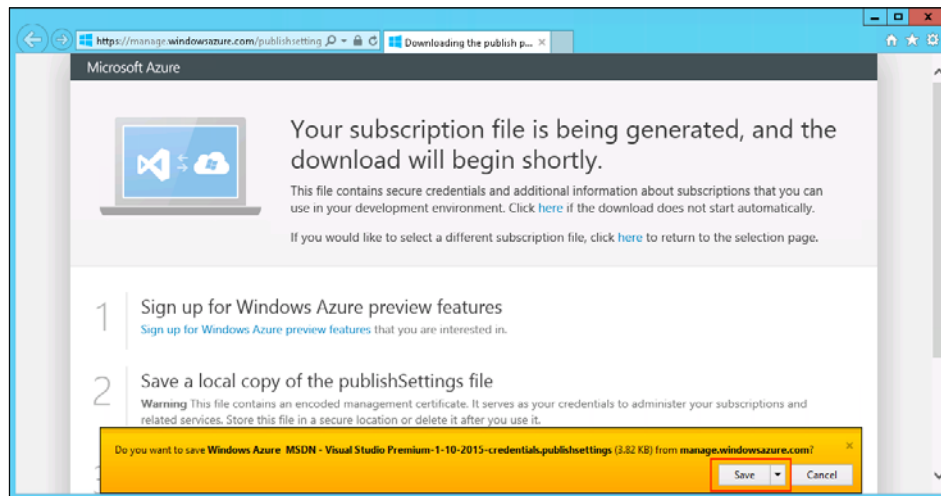 https://manage.windowsazure.com/publishsetting
Downloading the publish p...
Microsoft Azure
Your subscription file is being generated, and the
download will begin shortly.
This file contains secure credentials and additional information about subscriptions that you can
use in your development environment. Click here if the download does not start automatically.
If you would like to select a different subscription file, click here to return to the selection page.
1
Sign up for Windows Azure preview features
Sign up for Windows Azure preview features that you are interested in.
2
Save a local copy of the publishSettings file
Warning This file contains an encoded management certificate. It serves as your credentials to administer your subscriptions and
related services. Store this file in a secure location or delete it after you use it.
Do you want to save Windows Azure MSDN - Visual Studio Premium-1-10-2015-credentials.publishsettings (3.82 KB) from manage.windowsazure.com?
Save
Cancel